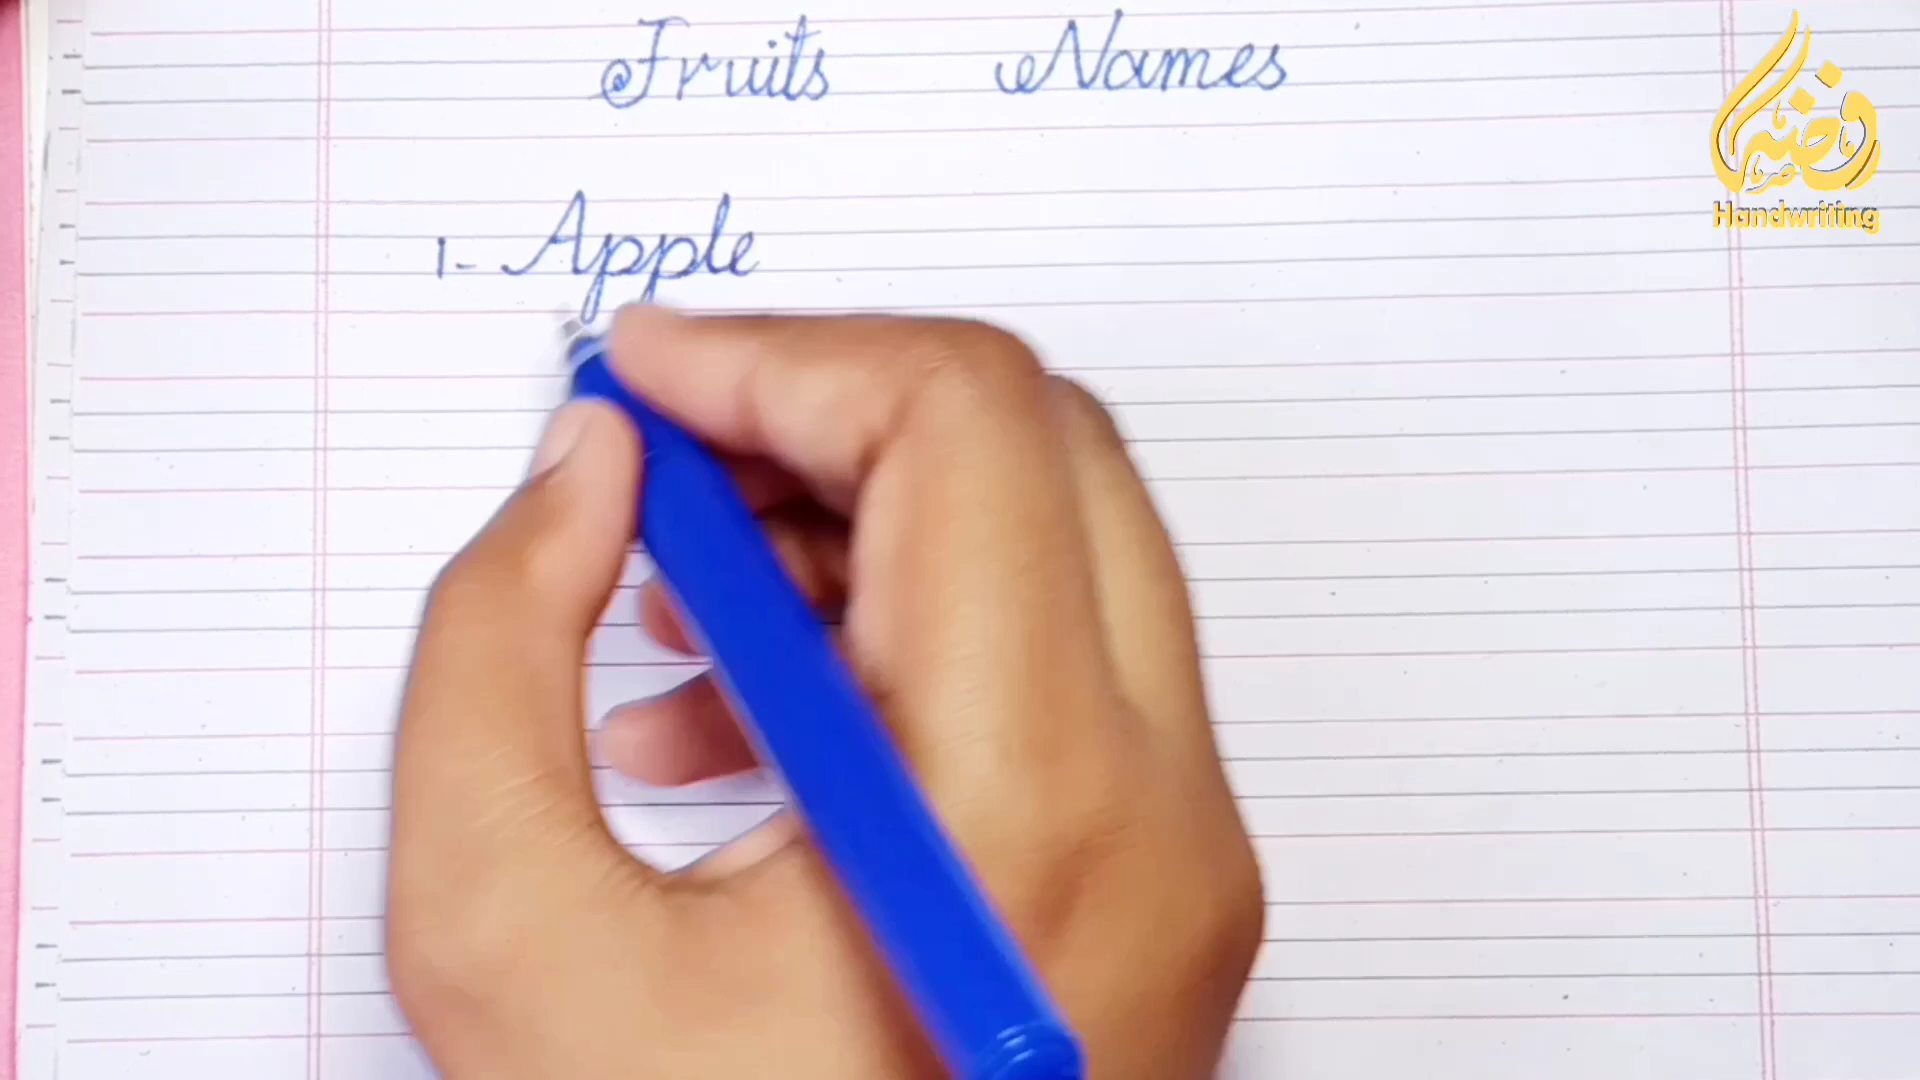 Fruits Names
1- Apple
Handwriting